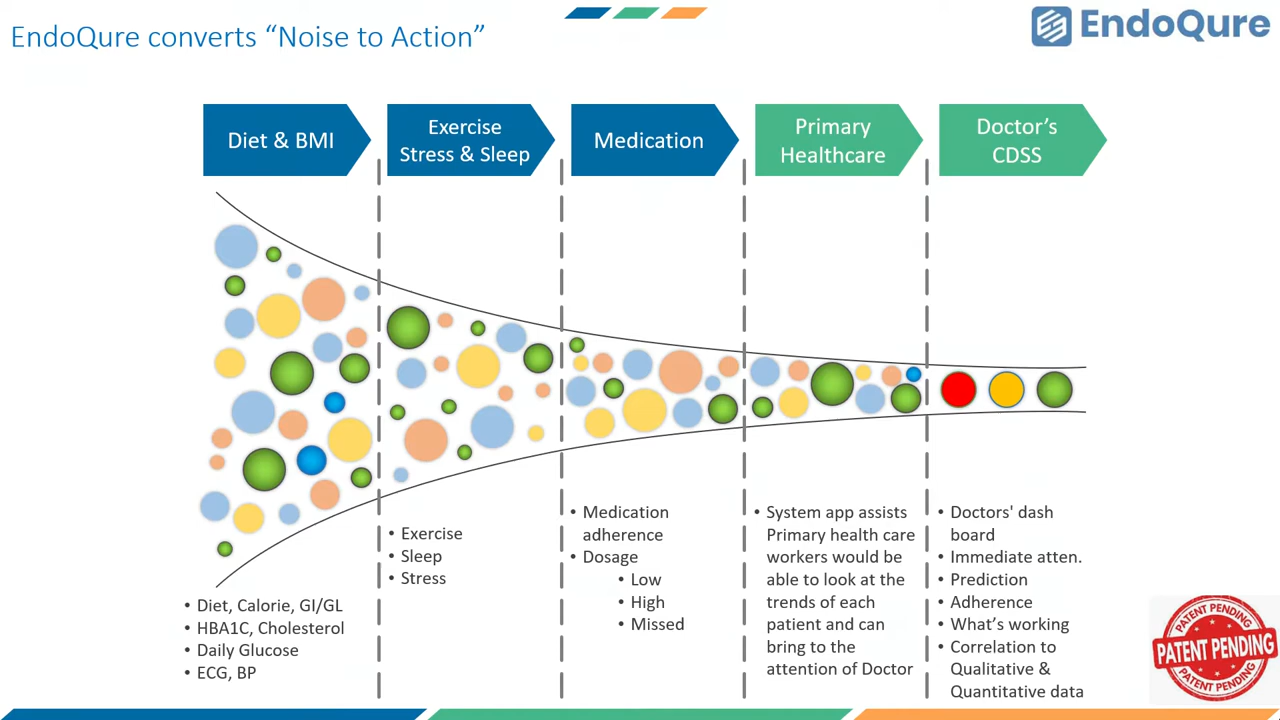 EndoQure converts “Noise to Action”
EndoQure
Diet & BMI
Exercise
Stress & Sleep
Medication
Primary
Healthcare
Doctor’s
CDSS
• Diet, Calorie, GI/GL
• HBA1C, Cholesterol
• Daily Glucose
• ECG, BP
• Exercise
• Sleep
• Stress
• Medication
adherence
• Dosage
• Low
• High
• Missed
• System app assists
Primary health care
workers would be
able to look at the
trends of each
patient and can
bring to the
attention of Doctor
• Doctors' dash
board
• Immediate atten.
• Prediction
• Adherence
• What’s working
• Correlation to
Qualitative &
Quantitative data
PATENT PENDING
PATENT PENDING
PATENT PENDING